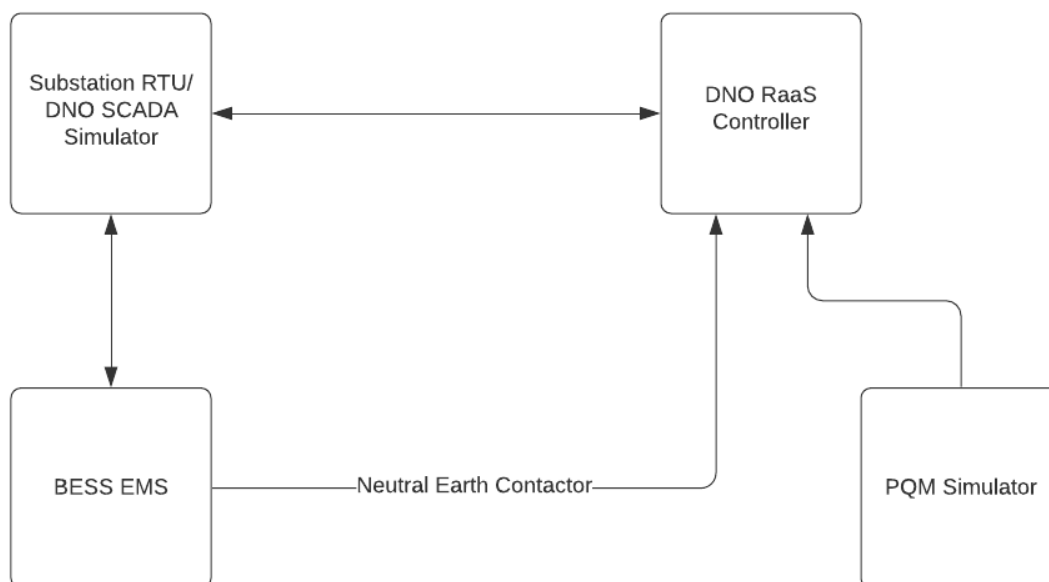 Substation RTU/
DNO SCADA
Simulator
DNO RaaS
Controller
BESS EMS
Neutral Earth Contactor
PQM Simulator